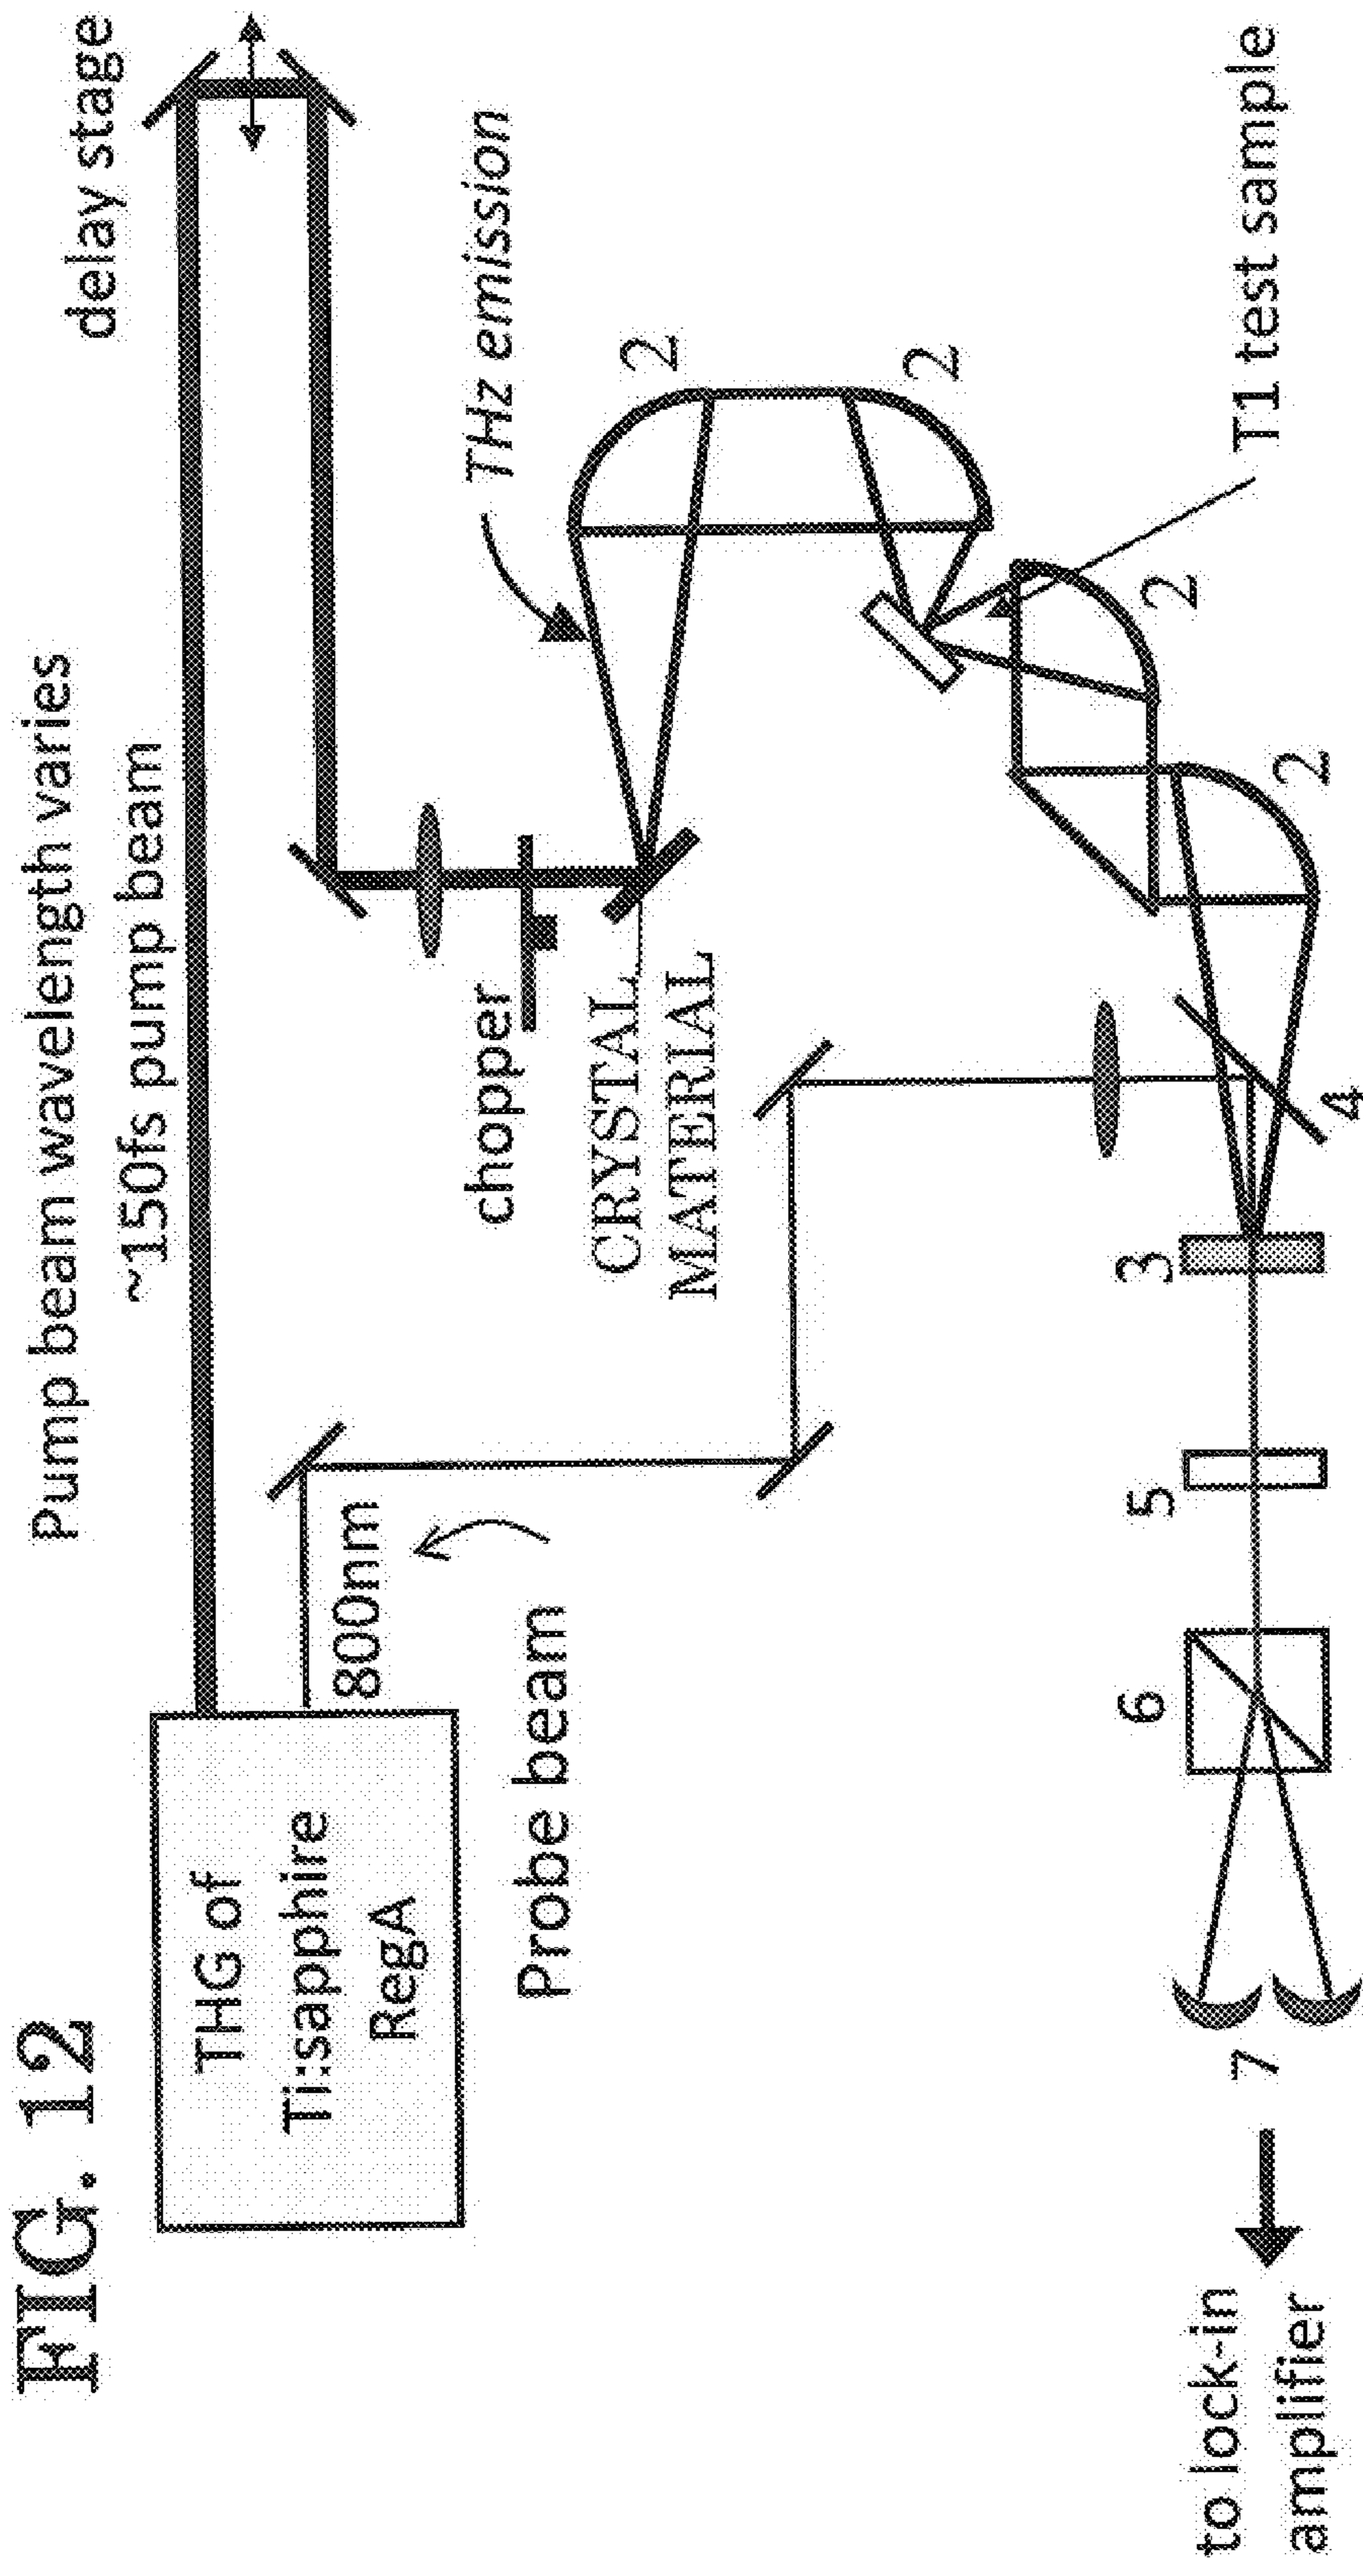 FIG. 12
Pump beam wavelength varies
~150fs pump beam
delay stage
THG of
Ti:sapphire
RegA
800nm
Probe beam
chopper
CRYSTAL
MATERIAL
THz emission
2
2
T1 test sample
2
2
4
3
5
6
7
to lock-in
amplifier